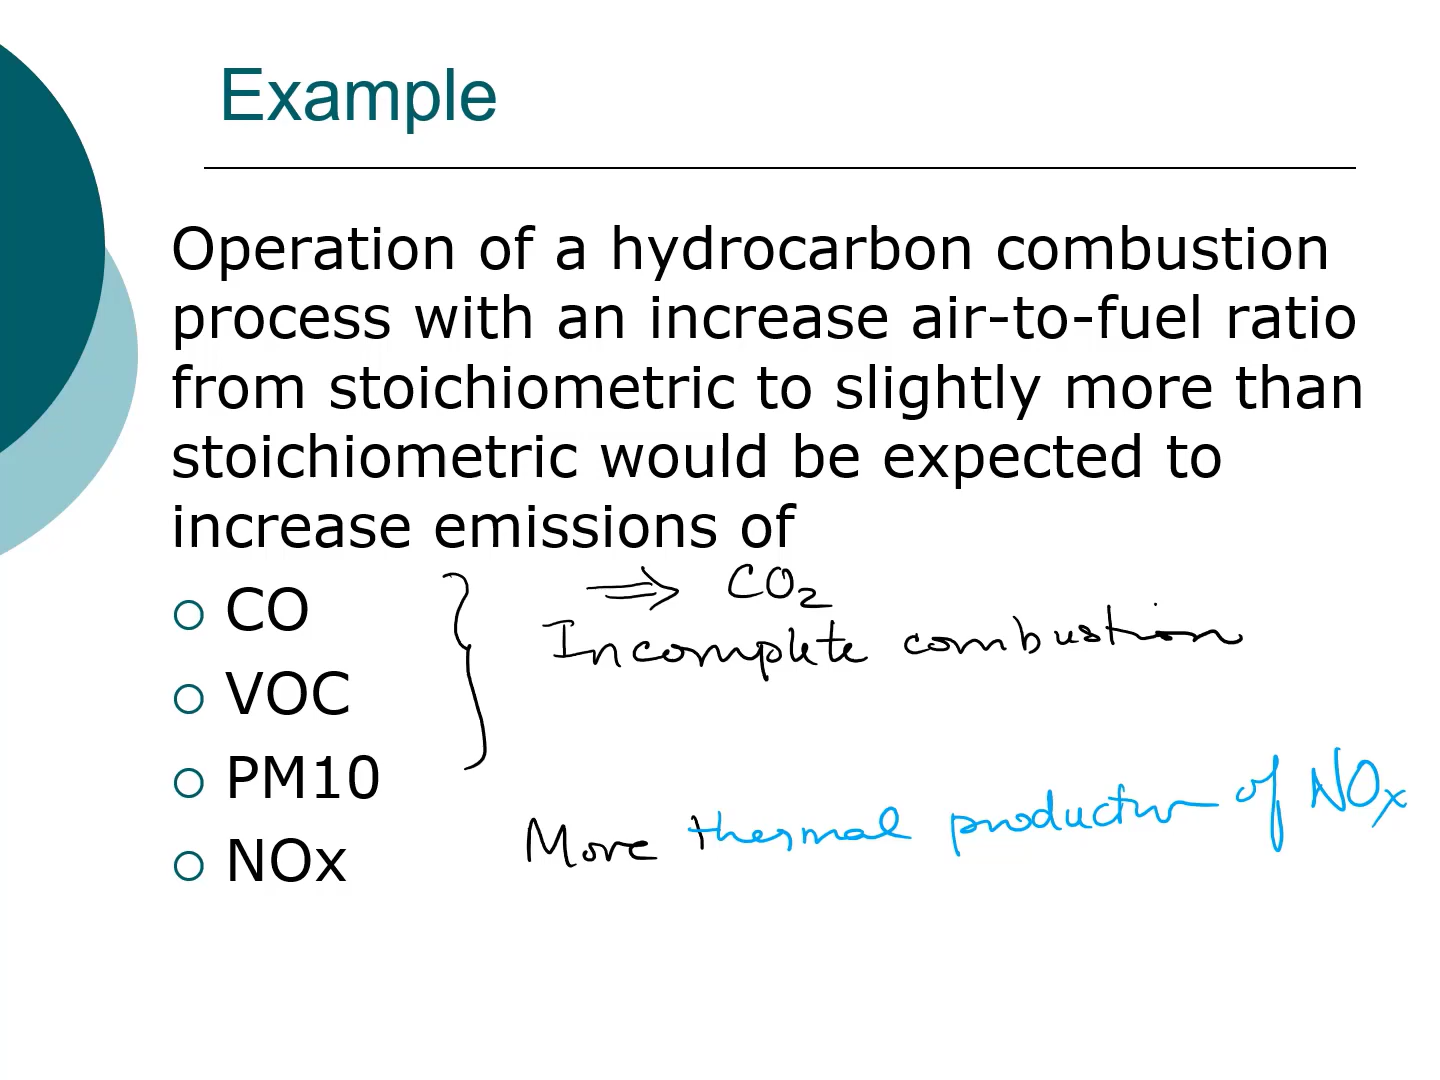 Example
Operation of a hydrocarbon combustion
process with an increase air-to-fuel ratio
from stoichiometric to slightly more than
stoichiometric would be expected to
increase emissions of
CO
⇒ CO₂
Incomplete combustion
VOC
PM10
More thermal production of NOx
NOx